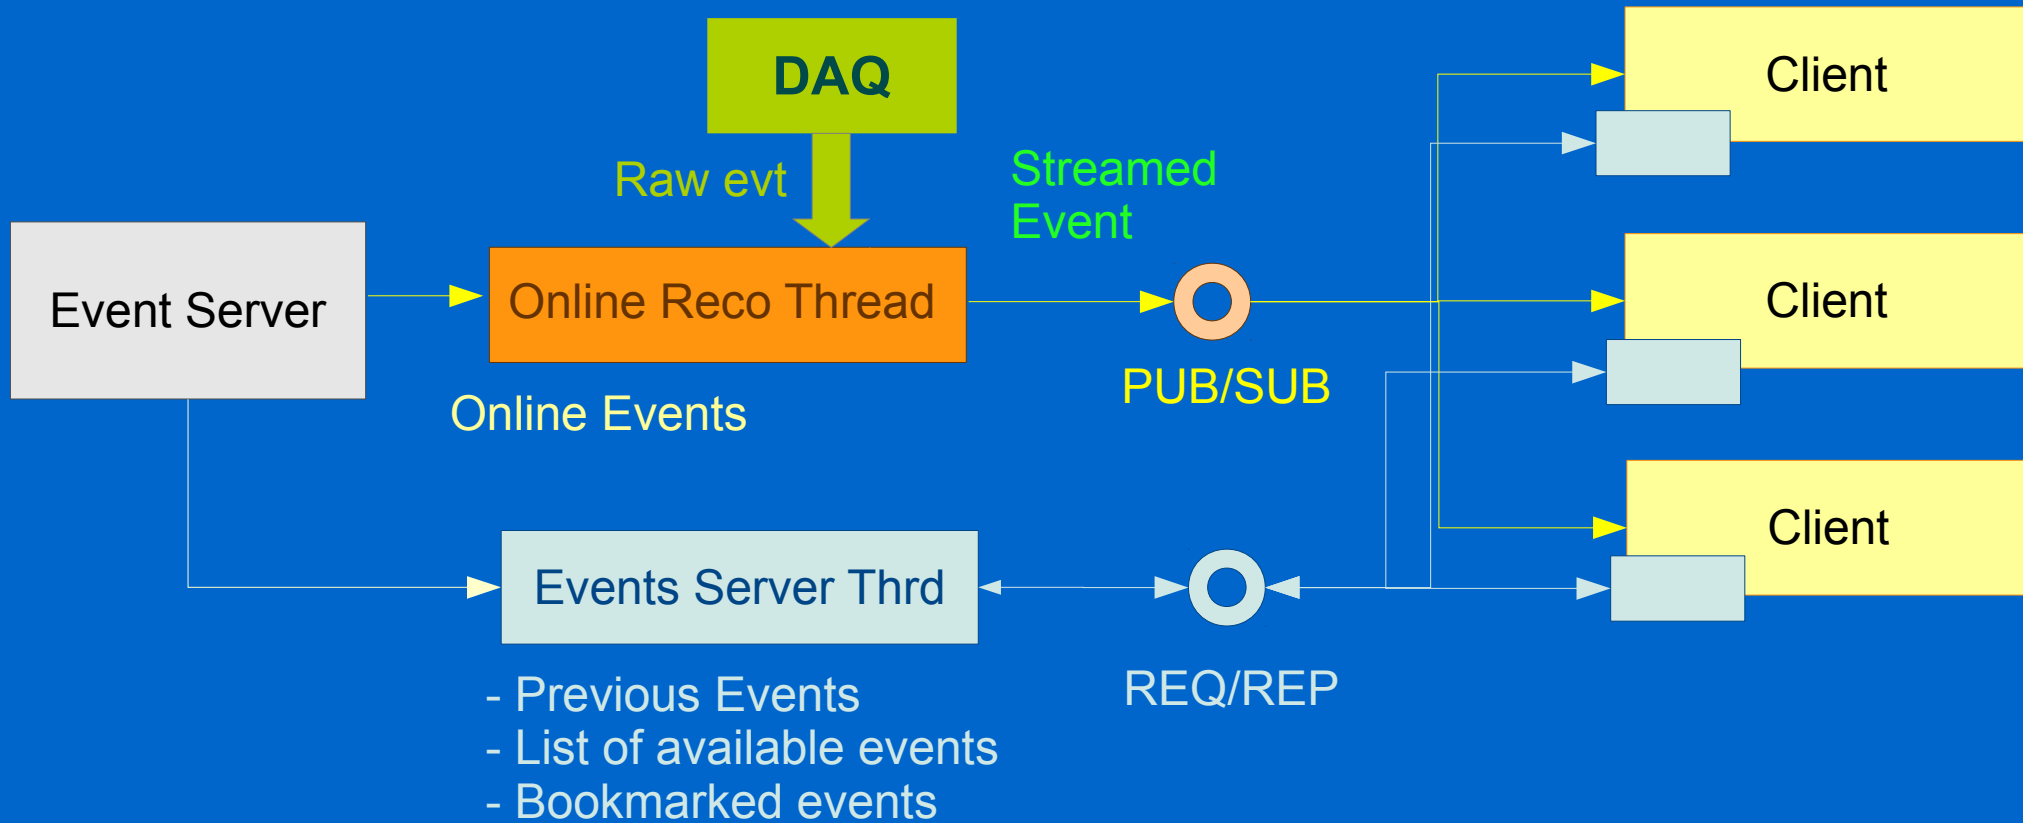 DAQ
Client
Raw evt
Streamed
Event
Event Server
Online Reco Thread
Client
PUB/SUB
Online Events
Client
Events Server Thrd
REQ/REP
- Previous Events
- List of available events
- Bookmarked events